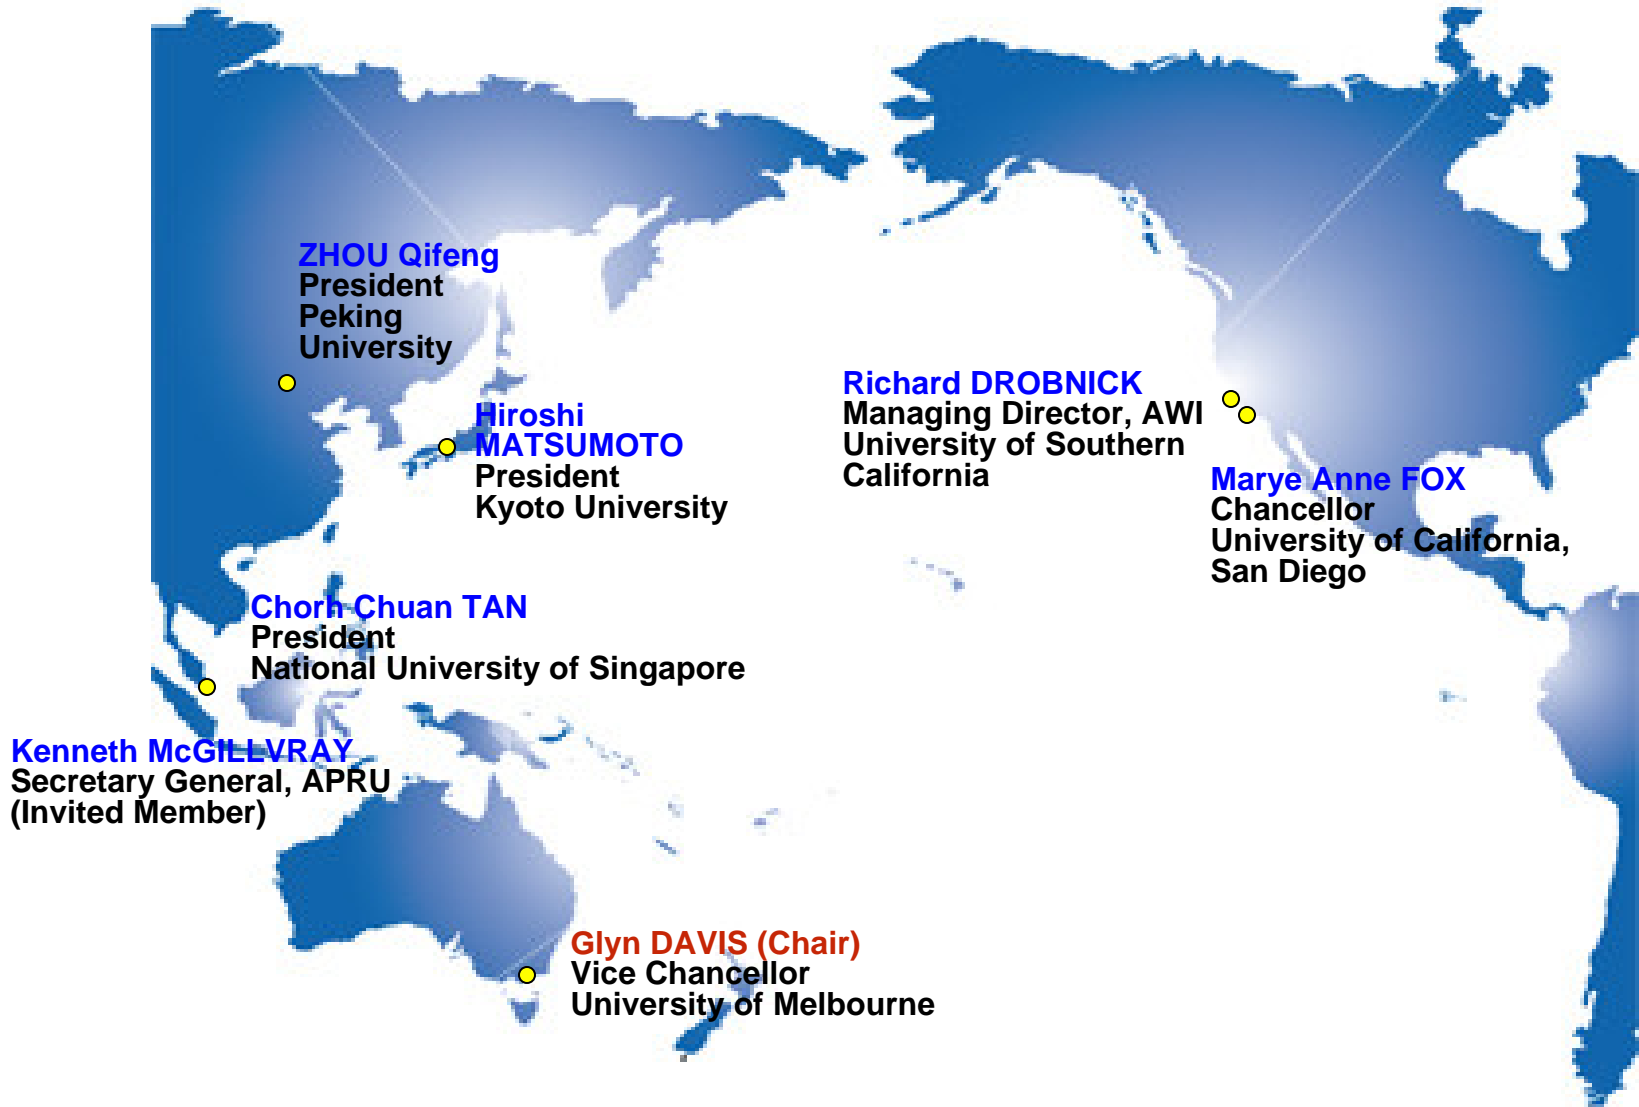 ZHOU Qifeng
President
Peking
University
Hiroshi
MATSUMOTO
President
Kyoto University
Richard DROBNICK
Managing Director, AWI
University of Southern
California
Marye Anne FOX
Chancellor
University of California,
San Diego
Chorh Chuan TAN
President
National University of Singapore
Kenneth McGILLVRAY
Secretary General, APRU
(Invited Member)
Glyn DAVIS (Chair)
Vice Chancellor
University of Melbourne